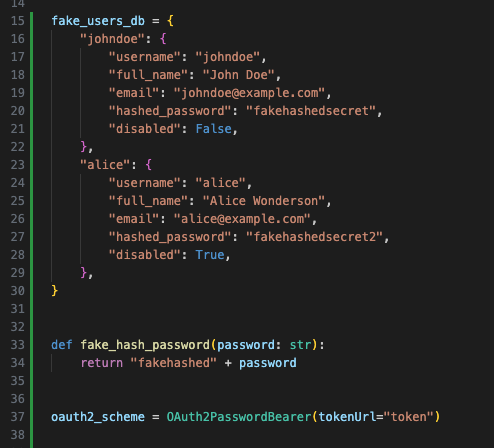 14
15 fake_users_db = {
16     "johndoe": {
17         "username": "johndoe",
18         "full_name": "John Doe",
19         "email": "johndoe@example.com",
20         "hashed_password": "fakehashedsecret",
21         "disabled": False,
22     },
23     "alice": {
24         "username": "alice",
25         "full_name": "Alice Wonderson",
26         "email": "alice@example.com",
27         "hashed_password": "fakehashedsecret2",
28         "disabled": True,
29     },
30 }
31
32
33 def fake_hash_password(password: str):
34     return "fakehashed" + password
35
36
37 oauth2_scheme = OAuth2PasswordBearer(tokenUrl="token")
38